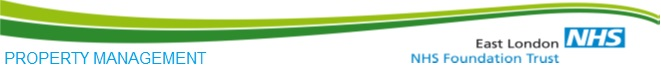 East London NHS
NHS Foundation Trust
PROPERTY MANAGEMENT